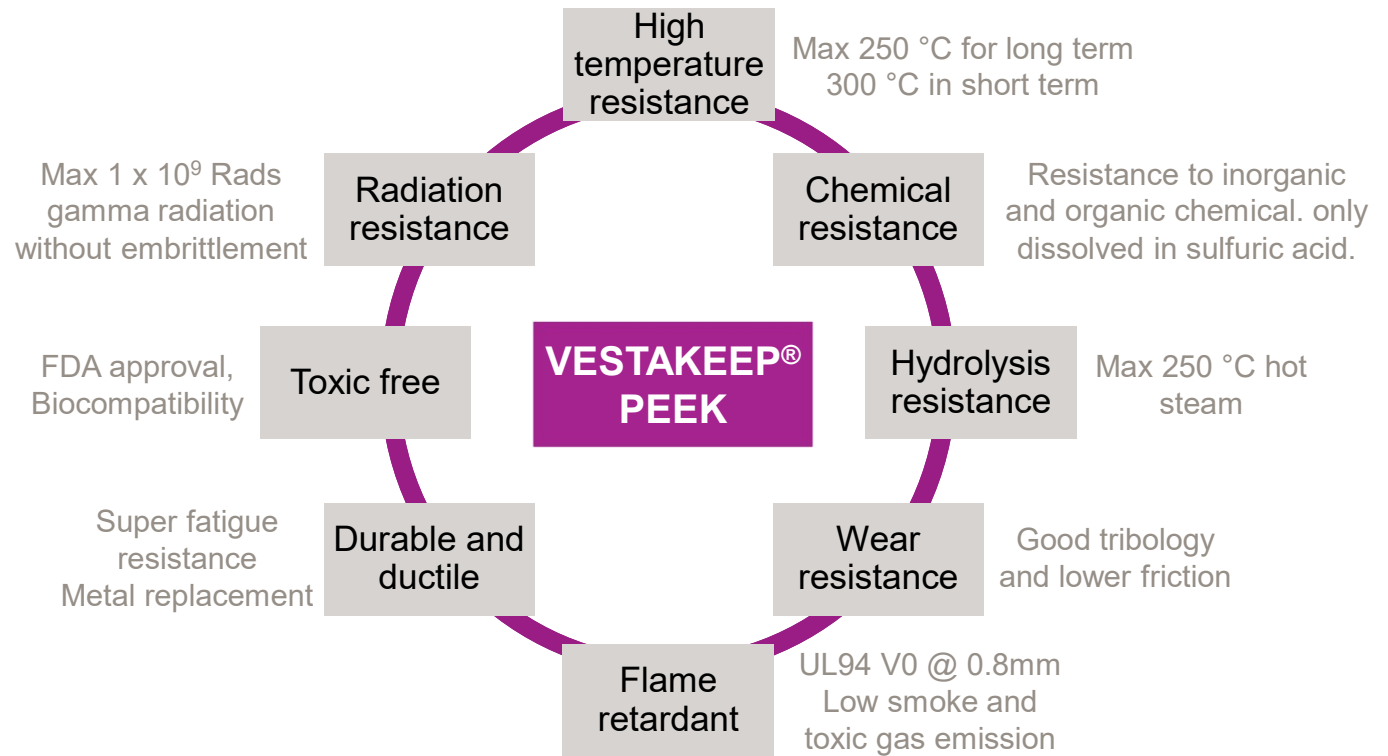 High
temperature
resistance
Max 250 °C for long term
300 °C in short term
Chemical
resistance
Resistance to inorganic
and organic chemical. only
dissolved in sulfuric acid.
Hydrolysis
resistance
Max 250 °C hot
steam
Wear
resistance
Good tribology
and lower friction
Flame
retardant
UL94 V0 @ 0.8mm
Low smoke and
toxic gas emission
Durable and
ductile
Super fatigue
resistance
Metal replacement
Toxic free
FDA approval,
Biocompatibility
Radiation
resistance
Max 1 x 10⁹ Rads
gamma radiation
without embrittlement
VESTAKEEP®
PEEK